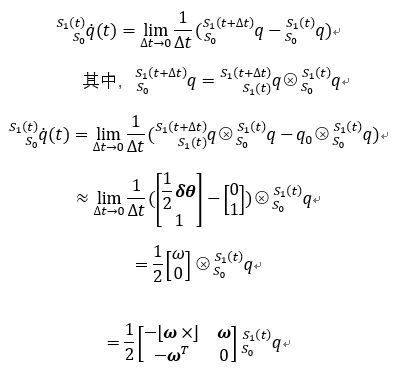 ${}^{S_1(t)}_{S_0}\dot{q}(t) = \lim_{\Delta t \to 0} \frac{1}{\Delta t} ({}^{S_1(t+\Delta t)}_{S_0}q - {}^{S_1(t)}_{S_0}q)$↵
其中, ${}^{S_1(t+\Delta t)}_{S_0}q = {}^{S_1(t+\Delta t)}_{S_1(t)}q \otimes {}^{S_1(t)}_{S_0}q$↵
${}^{S_1(t)}_{S_0}\dot{q}(t) = \lim_{\Delta t \to 0} \frac{1}{\Delta t} ({}^{S_1(t+\Delta t)}_{S_1(t)}q \otimes {}^{S_1(t)}_{S_0}q - q_0 \otimes {}^{S_1(t)}_{S_0}q)$↵
$\approx \lim_{\Delta t \to 0} \frac{1}{\Delta t} (\begin{bmatrix} \frac{1}{2}\boldsymbol{\delta\theta} \\ 1 \end{bmatrix} - \begin{bmatrix} 0 \\ 1 \end{bmatrix}) \otimes {}^{S_1(t)}_{S_0}q$↵
$= \frac{1}{2} \begin{bmatrix} \omega \\ 0 \end{bmatrix} \otimes {}^{S_1(t)}_{S_0}q$↵
$= \frac{1}{2} \begin{bmatrix} -\lfloor \boldsymbol{\omega} \times \rfloor & \boldsymbol{\omega} \\ -\boldsymbol{\omega}^T & 0 \end{bmatrix} {}^{S_1(t)}_{S_0}q$↵